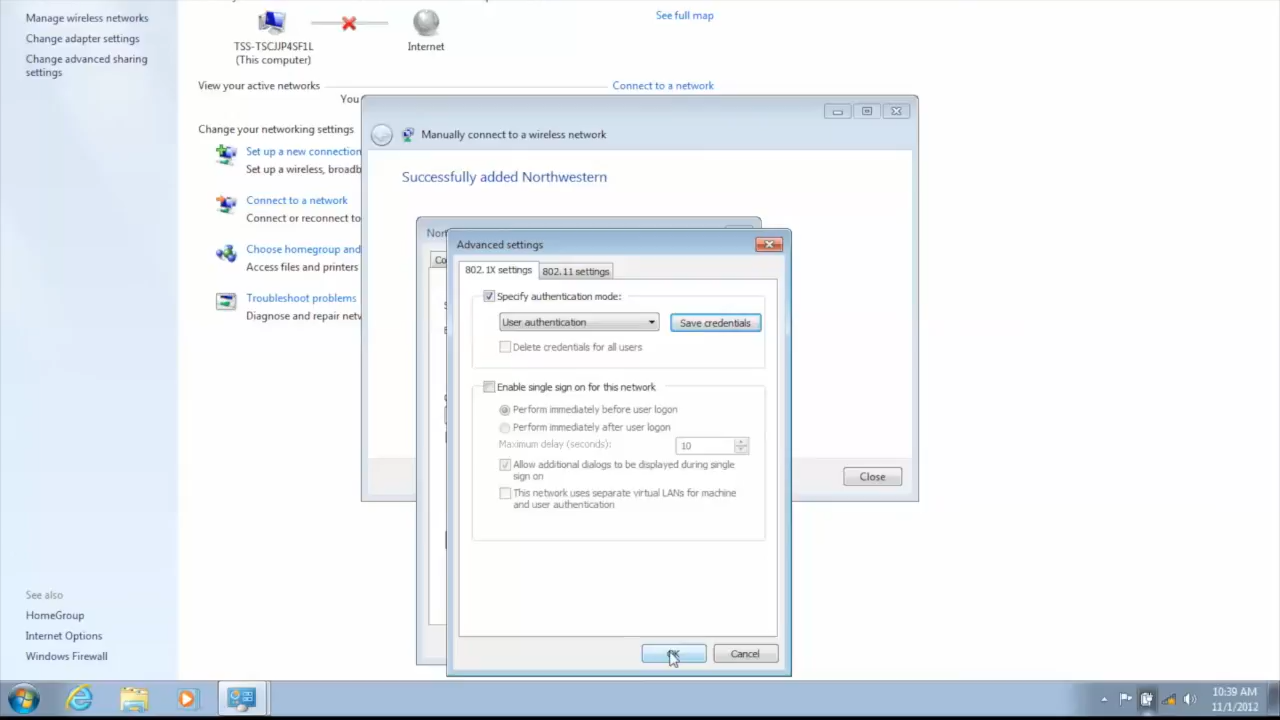 Manage wireless networks
Change adapter settings
Change advanced sharing
settings
See full map
TSS-TSCJJP4SF1L
(This computer)
Internet
View your active networks
Connect to a network
You
Change your networking settings
Set up a new connection
Set up a wireless, broadb
Connect to a network
Connect or reconnect to
Choose homegroup and
Access files and printers
Troubleshoot problems
Diagnose and repair netw
Manually connect to a wireless network
Successfully added Northwestern
Nort
Co
Advanced settings
802.1X settings
802.11 settings
Specify authentication mode:
User authentication
Save credentials
Delete credentials for all users
Enable single sign on for this network
Perform immediately before user logon
Perform immediately after user logon
Maximum delay (seconds):
10
Allow additional dialogs to be displayed during single
sign on
This network uses separate virtual LANs for machine
and user authentication
OK
Cancel
Close
See also
HomeGroup
Internet Options
Windows Firewall
10:39 AM
11/1/2012